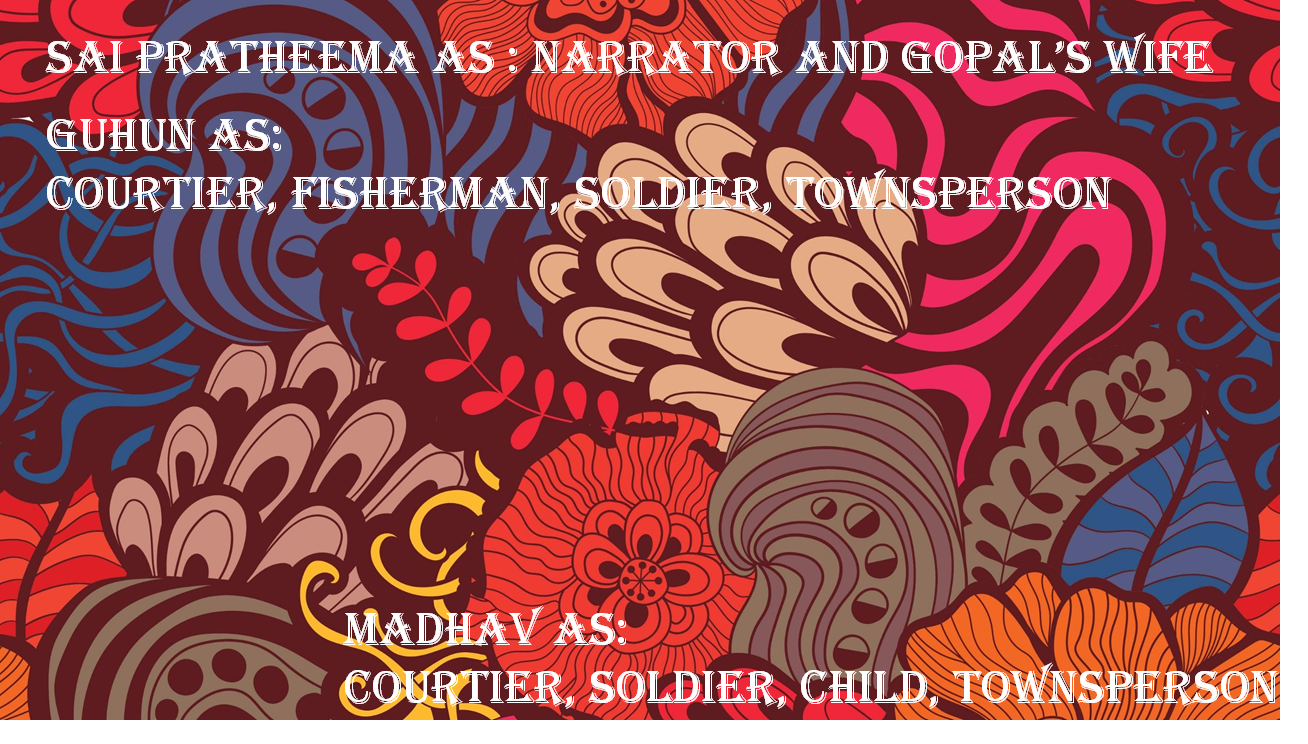 SAI PRATHEEMA AS : NARRATOR AND GOPAL'S WIFE
GUHUN AS:
COURTIER, FISHERMAN, SOLDIER, TOWNSPERSON
MADHAV AS:
COURTIER, SOLDIER, CHILD, TOWNSPERSON